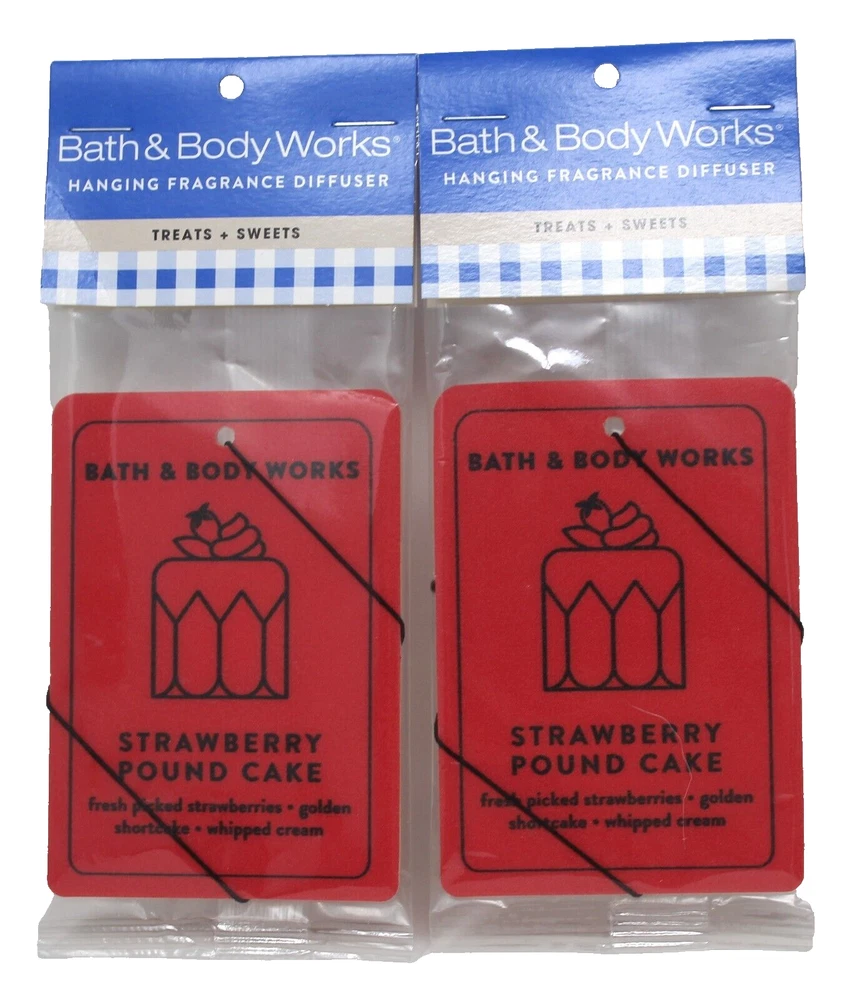 Bath & Body Works®
HANGING FRAGRANCE DIFFUSER
TREATS + SWEETS
BATH & BODY WORKS
STRAWBERRY
POUND CAKE
fresh picked strawberries • golden
shortcake • whipped cream
Bath & Body Works®
HANGING FRAGRANCE DIFFUSER
TREATS + SWEETS
BATH & BODY WORKS
STRAWBERRY
POUND CAKE
fresh picked strawberries • golden
shortcake • whipped cream